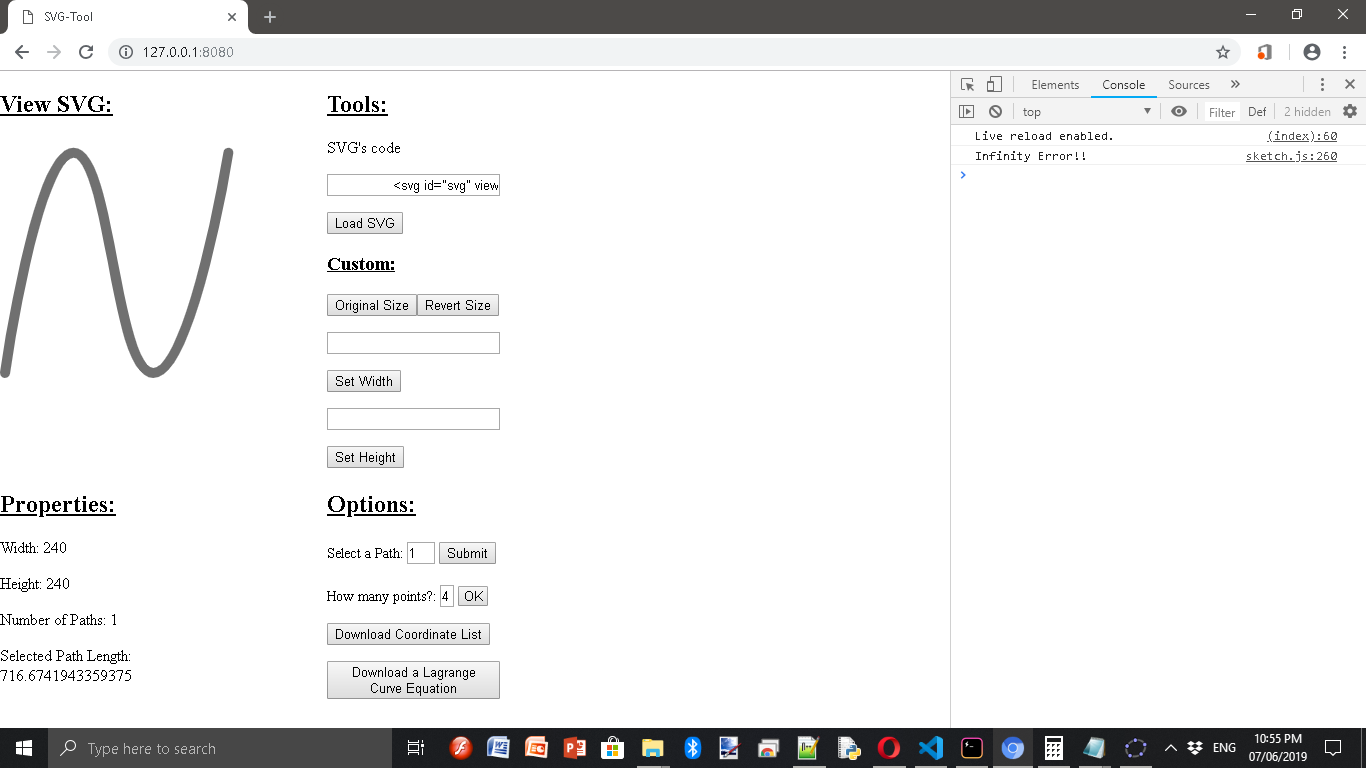 SVG-Tool
127.0.0.1:8080
View SVG:
Tools:
SVG's code
<svg id="svg" view
Load SVG
Custom:
Original Size Revert Size
Set Width
Set Height
Properties:
Options:
Width: 240
Select a Path: 1 Submit
Height: 240
How many points?: 4 OK
Number of Paths: 1
Download Coordinate List
Selected Path Length:
716.6741943359375
Download a Lagrange
Curve Equation
Elements Console Sources »
top Filter Def 2 hidden
Live reload enabled. (index):60
Infinity Error!! sketch.js:260
Type here to search
ENG
10:55 PM
07/06/2019